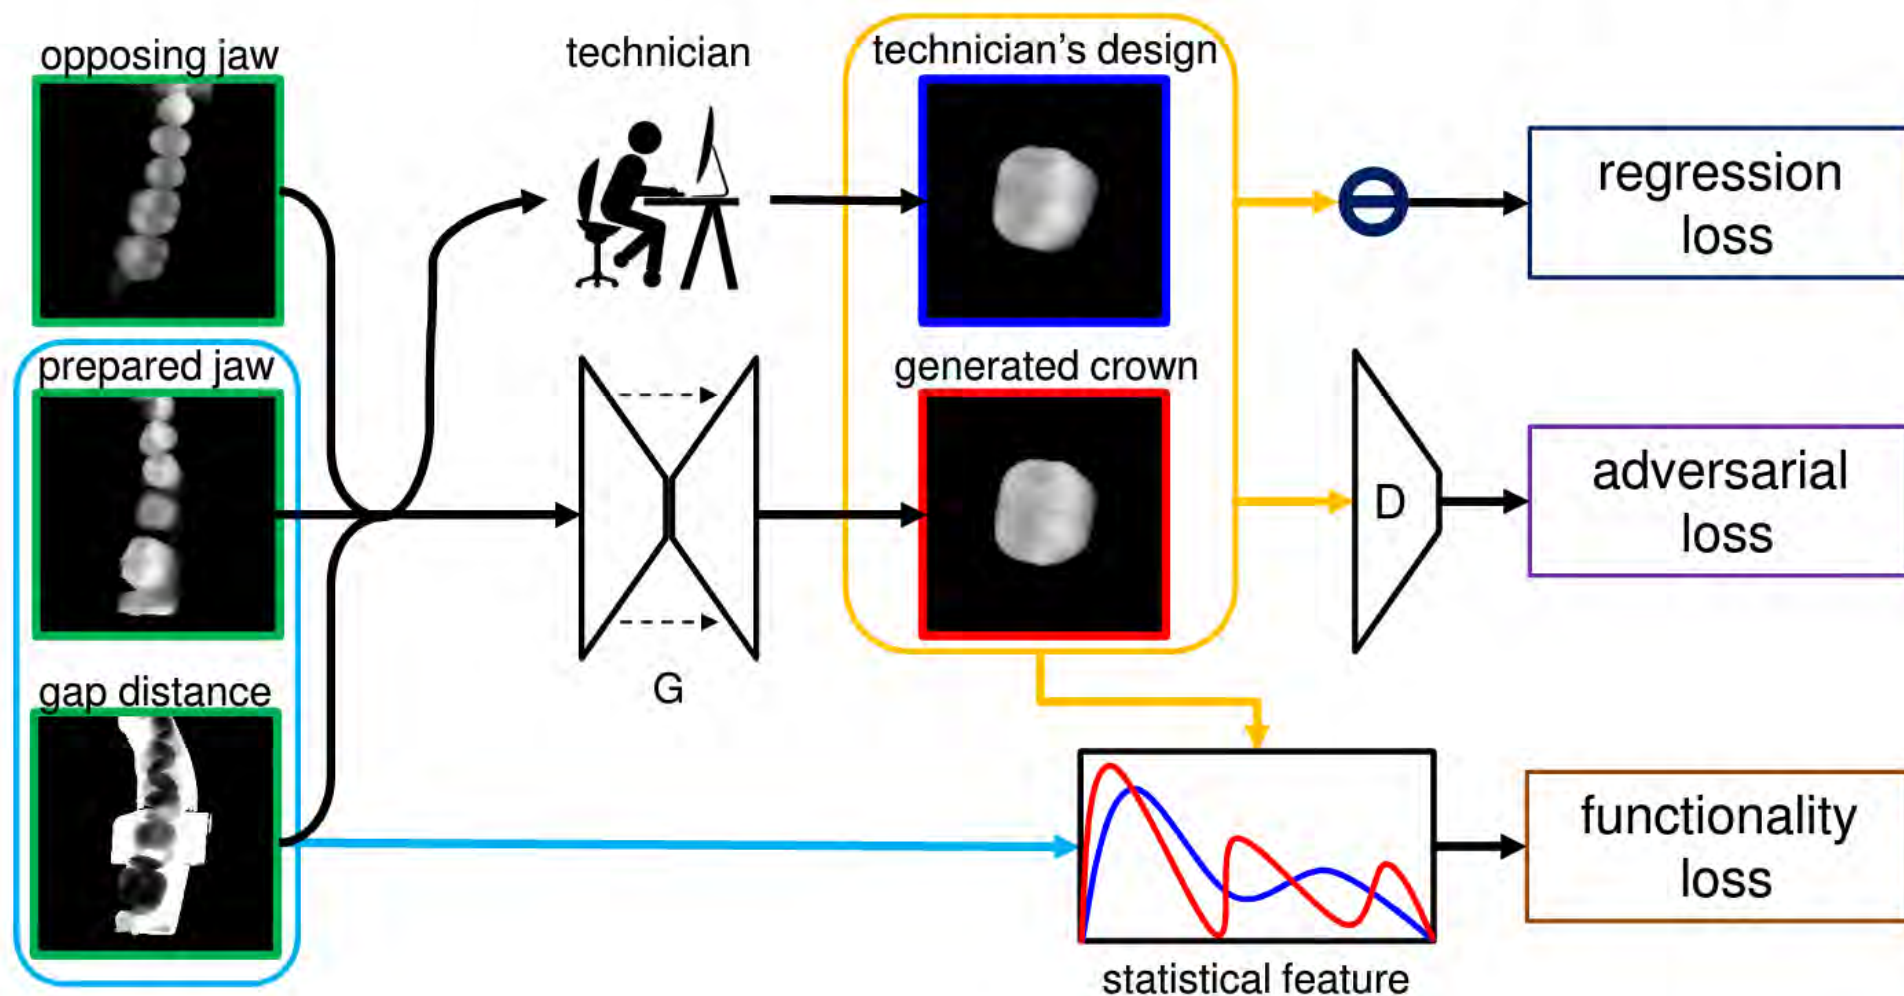 opposing jaw
technician
technician's design
regression
loss
prepared jaw
generated crown
adversarial
loss
D
G
gap distance
functionality
loss
statistical feature